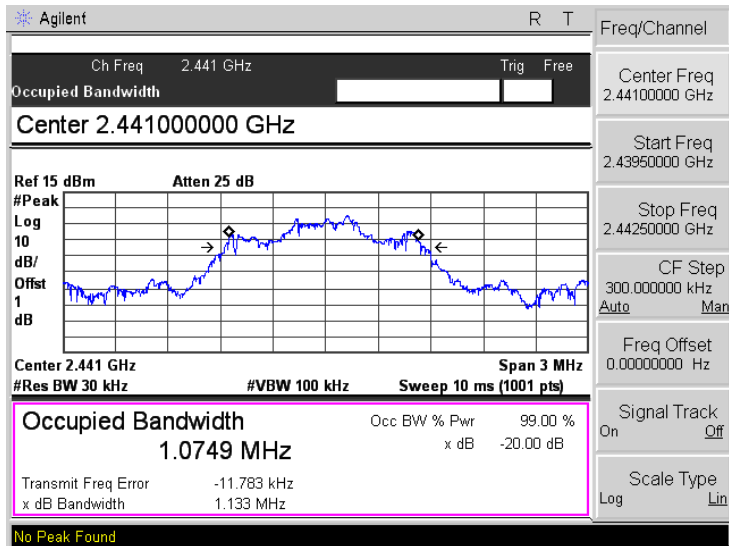 Agilent R T
Ch Freq 2.441 GHz Trig Free
Occupied Bandwidth
Center 2.441000000 GHz
Ref 15 dBm Atten 25 dB
#Peak
Log
10
dB/
Offst
1
dB
Center 2.441 GHz Span 3 MHz
#Res BW 30 kHz #VBW 100 kHz Sweep 10 ms (1001 pts)
Occupied Bandwidth Occ BW % Pwr 99.00 %
1.0749 MHz x dB -20.00 dB
Transmit Freq Error -11.783 kHz
x dB Bandwidth 1.133 MHz
No Peak Found
Freq/Channel
Center Freq
2.44100000 GHz
Start Freq
2.43950000 GHz
Stop Freq
2.44250000 GHz
CF Step
300.000000 kHz
Auto Man
Freq Offset
0.00000000 Hz
Signal Track
On Off
Scale Type
Log Lin